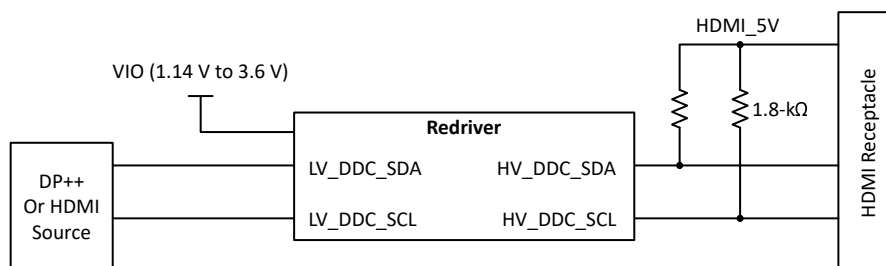 HDMI_5V
VIO (1.14 V to 3.6 V)
1.8-kΩ
Redriver
LV_DDC_SDA
HV_DDC_SDA
LV_DDC_SCL
HV_DDC_SCL
DP++
Or HDMI
Source
HDMI Receptacle